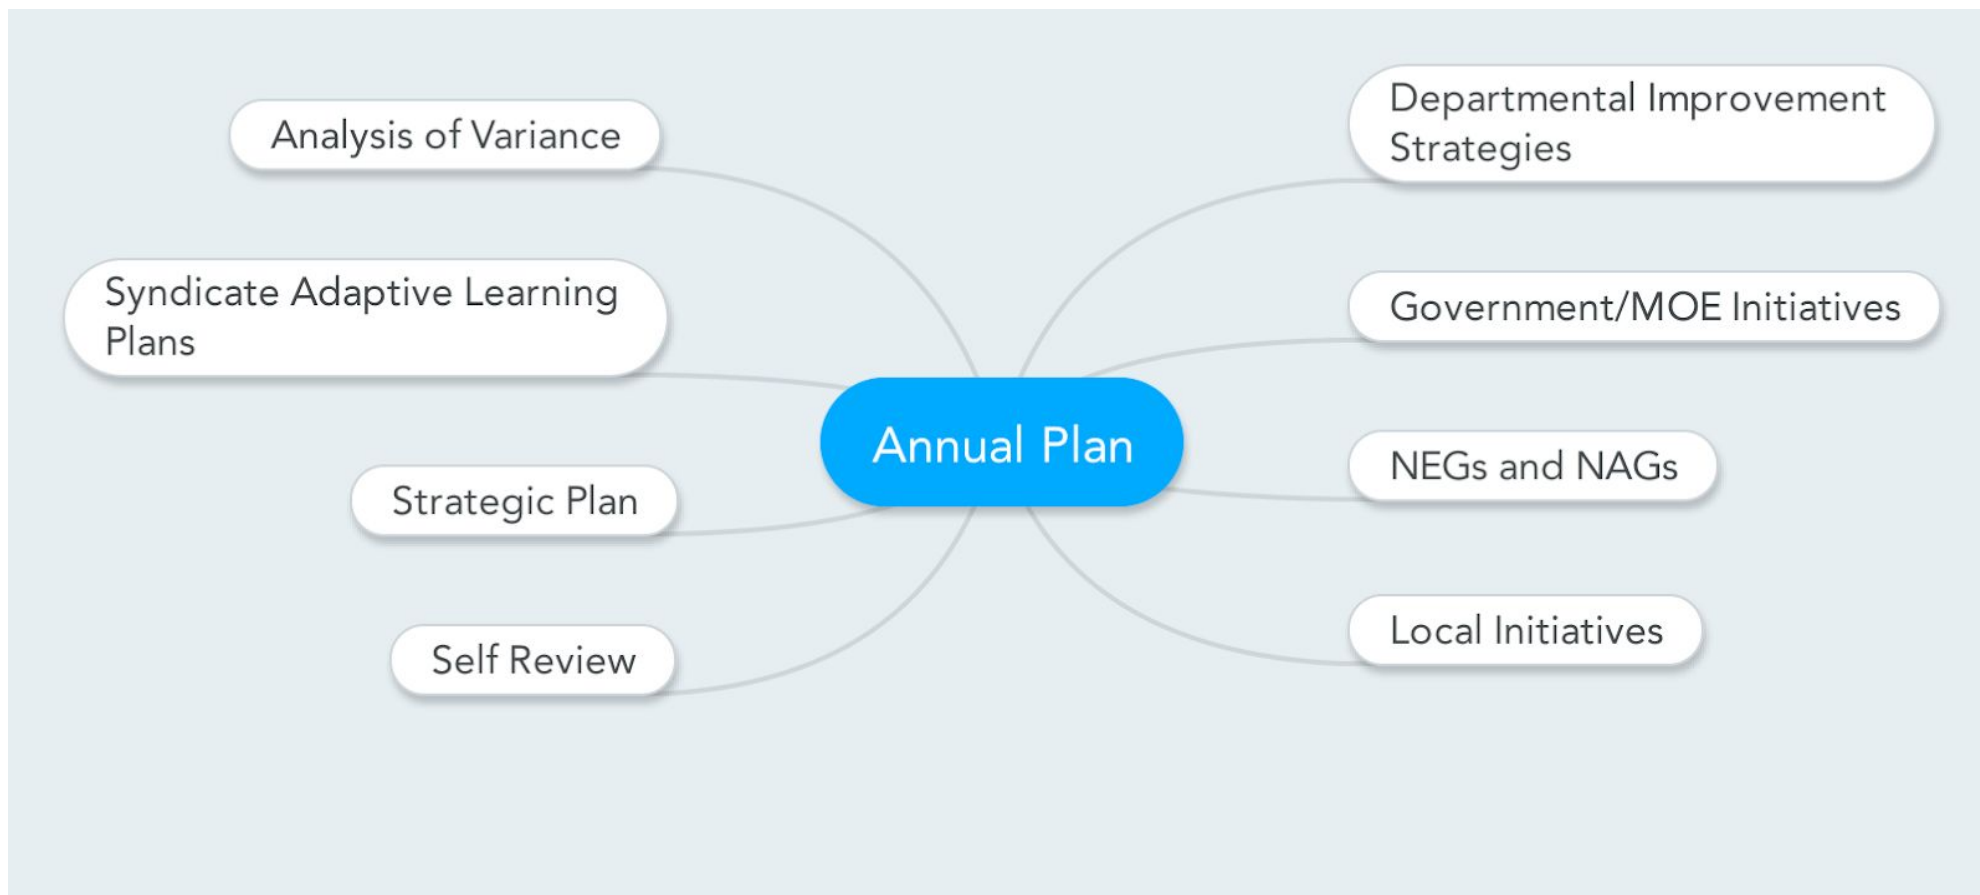 Analysis of Variance
Syndicate Adaptive Learning
Plans
Strategic Plan
Self Review
Annual Plan
Departmental Improvement
Strategies
Government/MOE Initiatives
NEGs and NAGs
Local Initiatives